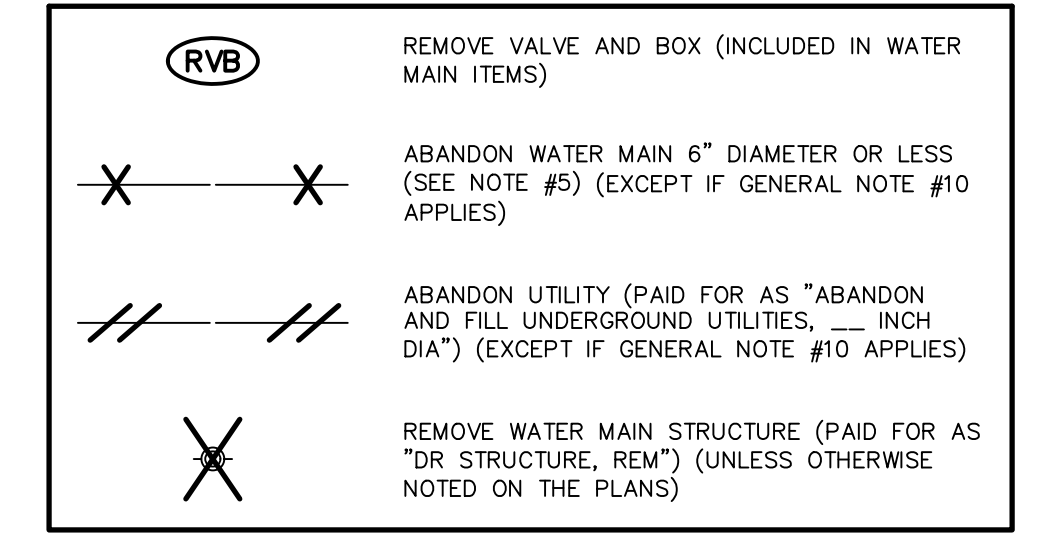 RVB
REMOVE VALVE AND BOX (INCLUDED IN WATER
MAIN ITEMS)
ABANDON WATER MAIN 6” DIAMETER OR LESS
(SEE NOTE #5) (EXCEPT IF GENERAL NOTE #10
APPLIES)
ABANDON UTILITY (PAID FOR AS ”ABANDON
AND FILL UNDERGROUND UTILITIES, __ INCH
DIA”) (EXCEPT IF GENERAL NOTE #10 APPLIES)
REMOVE WATER MAIN STRUCTURE (PAID FOR AS
”DR STRUCTURE, REM”) (UNLESS OTHERWISE
NOTED ON THE PLANS)